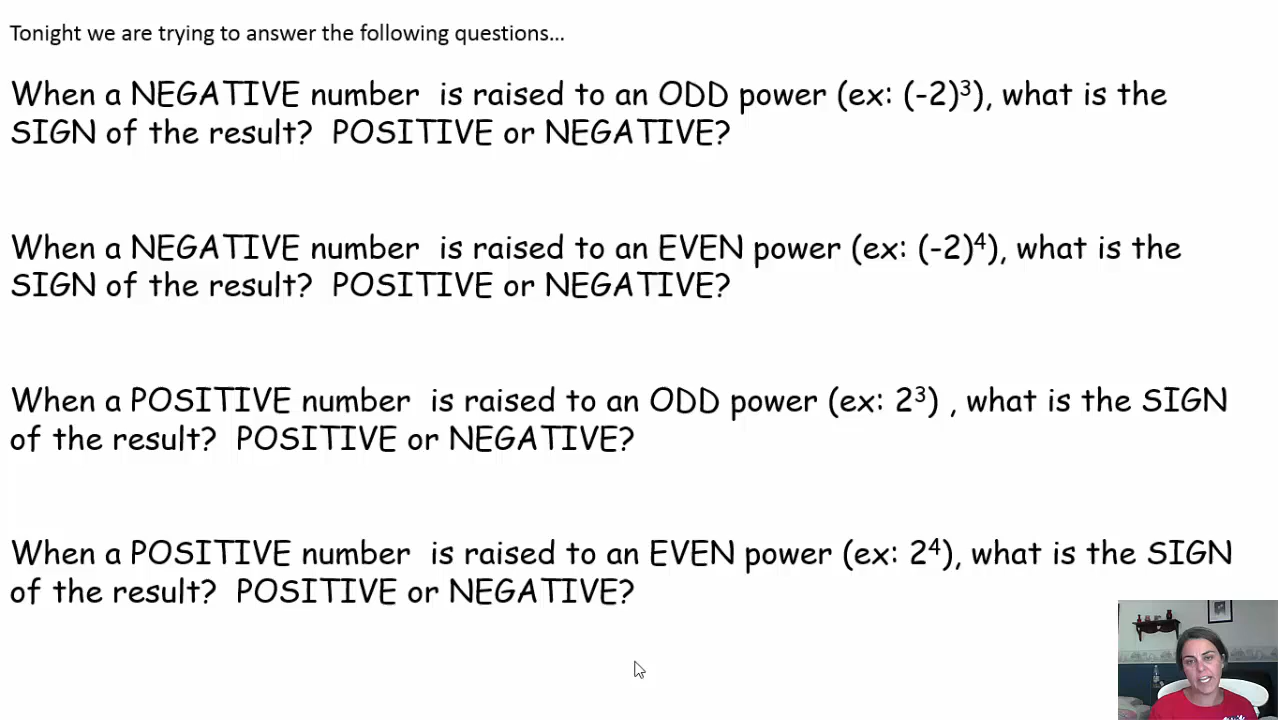 Tonight we are trying to answer the following questions...
When a NEGATIVE number is raised to an ODD power (ex: (-2)³), what is the
SIGN of the result? POSITIVE or NEGATIVE?
When a NEGATIVE number is raised to an EVEN power (ex: (-2)⁴), what is the
SIGN of the result? POSITIVE or NEGATIVE?
When a POSITIVE number is raised to an ODD power (ex: 2³) , what is the SIGN
of the result? POSITIVE or NEGATIVE?
When a POSITIVE number is raised to an EVEN power (ex: 2⁴), what is the SIGN
of the result? POSITIVE or NEGATIVE?